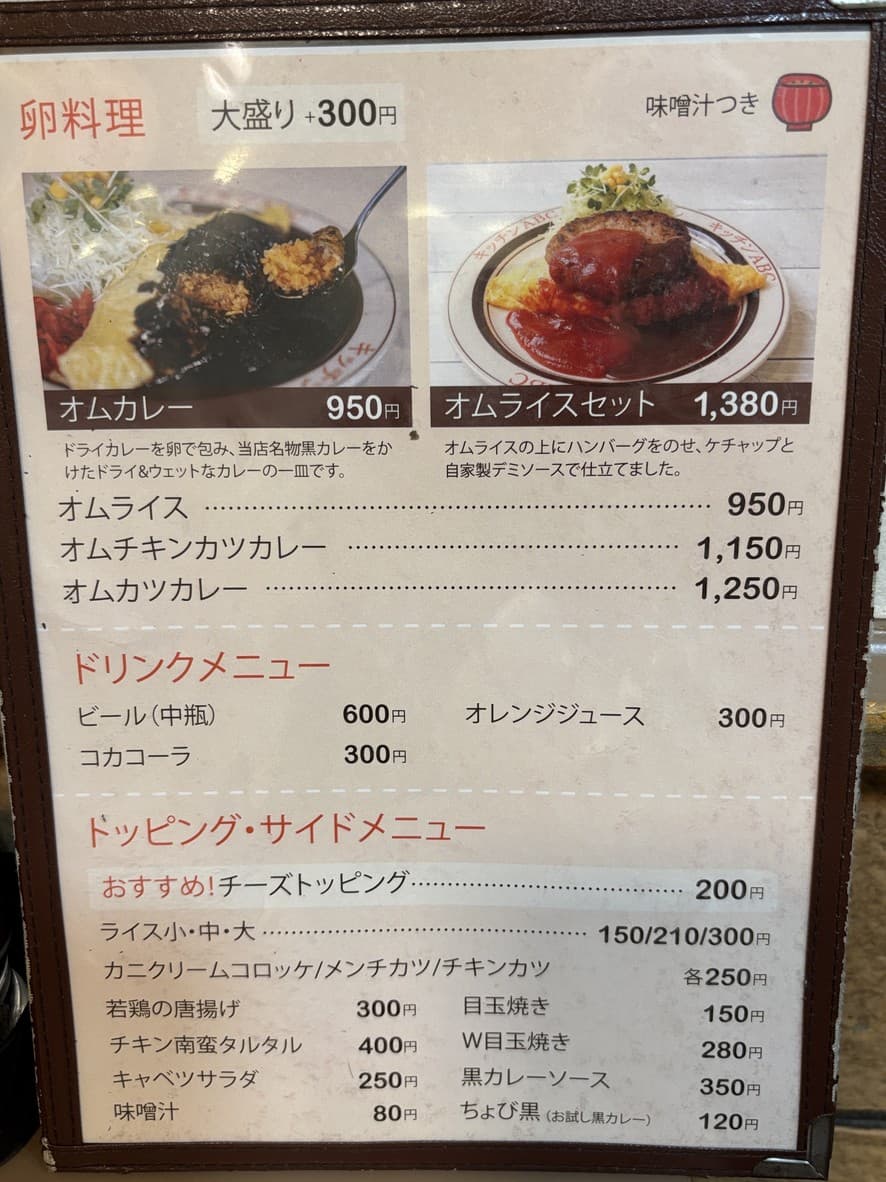 卵料理 大盛り+300円 味噌汁つき
キッチンABC キッチンABC
オムカレー 950円
オムライスセット 1,380円
ドライカレーを卵で包み、当店名物黒カレーをか
けたドライ&ウェットなカレーの一皿です。
オムライスの上にハンバーグをのせ、ケチャップと
自家製デミソースで仕立てました。
オムライス 950円
オムチキンカツカレー 1,150円
オムカツカレー 1,250円
ドリンクメニュー
ビール(中瓶) 600円 オレンジジュース 300円
コカコーラ 300円
トッピング・サイドメニュー
おすすめ!チーズトッピング 200円
ライス小・中・大 150/210/300円
カニクリームコロッケ/メンチカツ/チキンカツ 各250円
若鶏の唐揚げ 300円 目玉焼き 150円
チキン南蛮タルタル 400円 W目玉焼き 280円
キャベツサラダ 250円 黒カレーソース 350円
味噌汁 80円 ちょび黒(お試し黒カレー) 120円